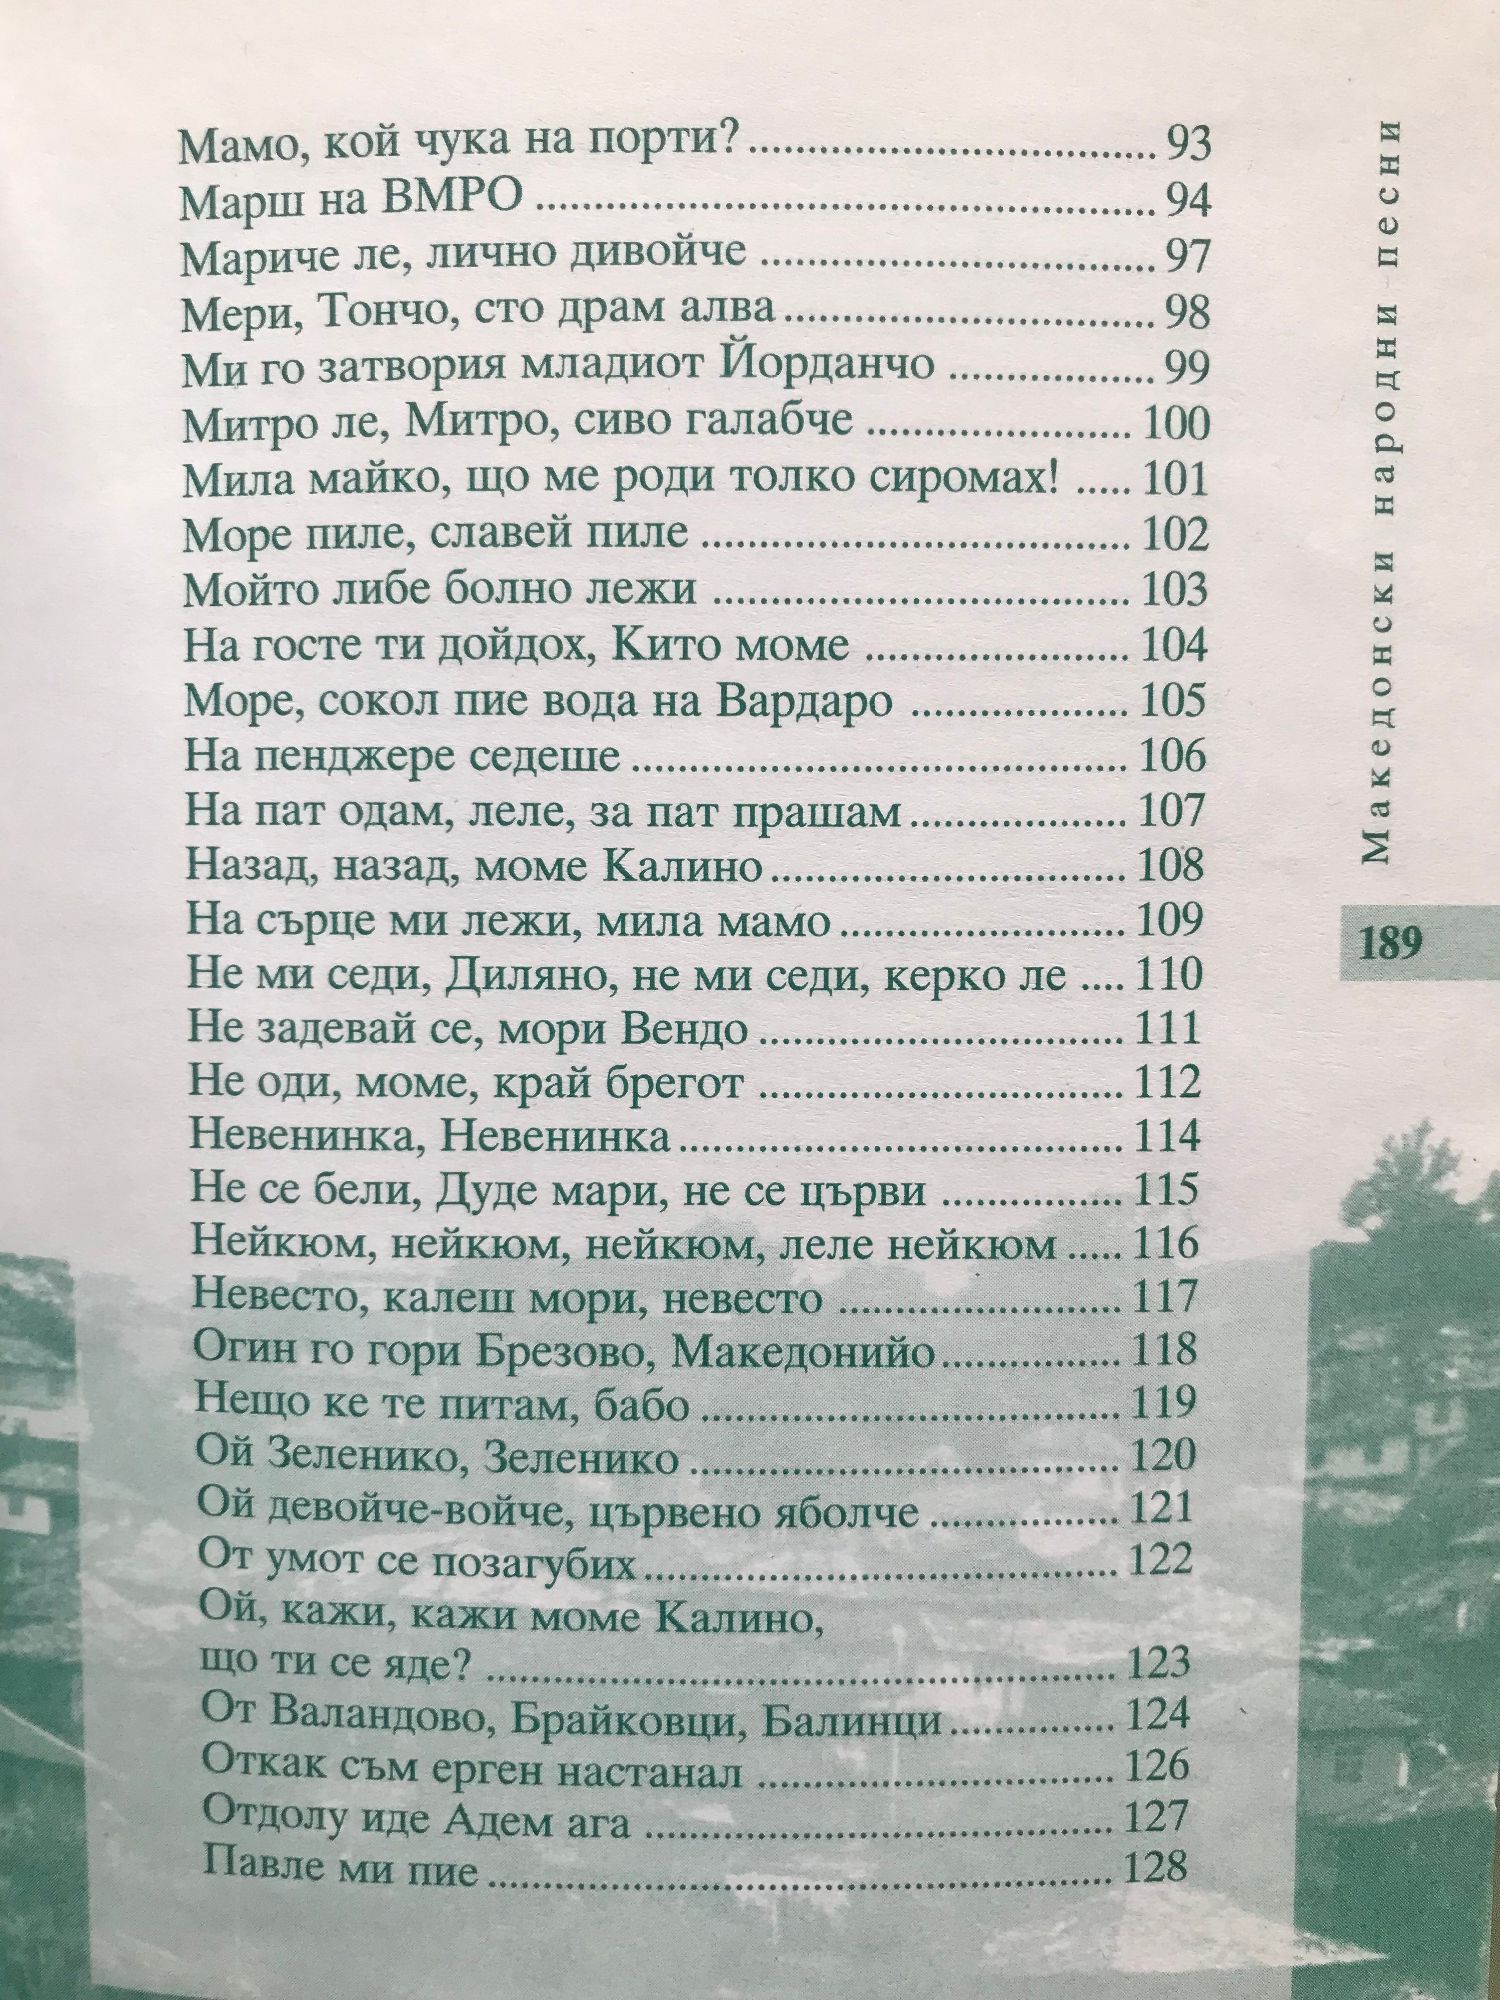 Мамо, кой чука на порти? ........ 93
Марш на ВМРО ........ 94
Мариче ле, лично дивойче ........ 97
Мери, Тончо, сто драм алва ........ 98
Ми го затвория младиот Йорданчо ........ 99
Митро ле, Митро, сиво галабче ........ 100
Мила майко, що ме роди толко сиромах! ..... 101
Море пиле, славей пиле ........ 102
Мойто либе болно лежи ........ 103
На госте ти дойдох, Кито моме ........ 104
Море, сокол пие вода на Вардаро ........ 105
На пенджере седеше ........ 106
На пат одам, леле, за пат прашам ........ 107
Назад, назад, моме Калино ........ 108
На сърце ми лежи, мила мамо ........ 109
Не ми седи, Диляно, не ми седи, керко ле .... 110
Не задевай се, мори Вендо ........ 111
Не оди, моме, край брегот ........ 112
Невенинка, Невенинка ........ 114
Не се бели, Дуде мари, не се църви ........ 115
Нейкюм, нейкюм, нейкюм, леле нейкюм ..... 116
Невесто, калеш мори, невесто ........ 117
Огин го гори Брезово, Македонийо ........ 118
Нещо ке те питам, бабо ........ 119
Ой Зеленико, Зеленико ........ 120
Ой девойче-войче, цървено яболче ........ 121
От умот се позагубих ........ 122
Ой, кажи, кажи моме Калино,
що ти се яде? ........ 123
От Валандово, Брайковци, Балинци ........ 124
Откак съм ерген настанал ........ 126
Отдолу иде Адем ага ........ 127
Павле ми пие ........ 128
Македонски народни песни
189